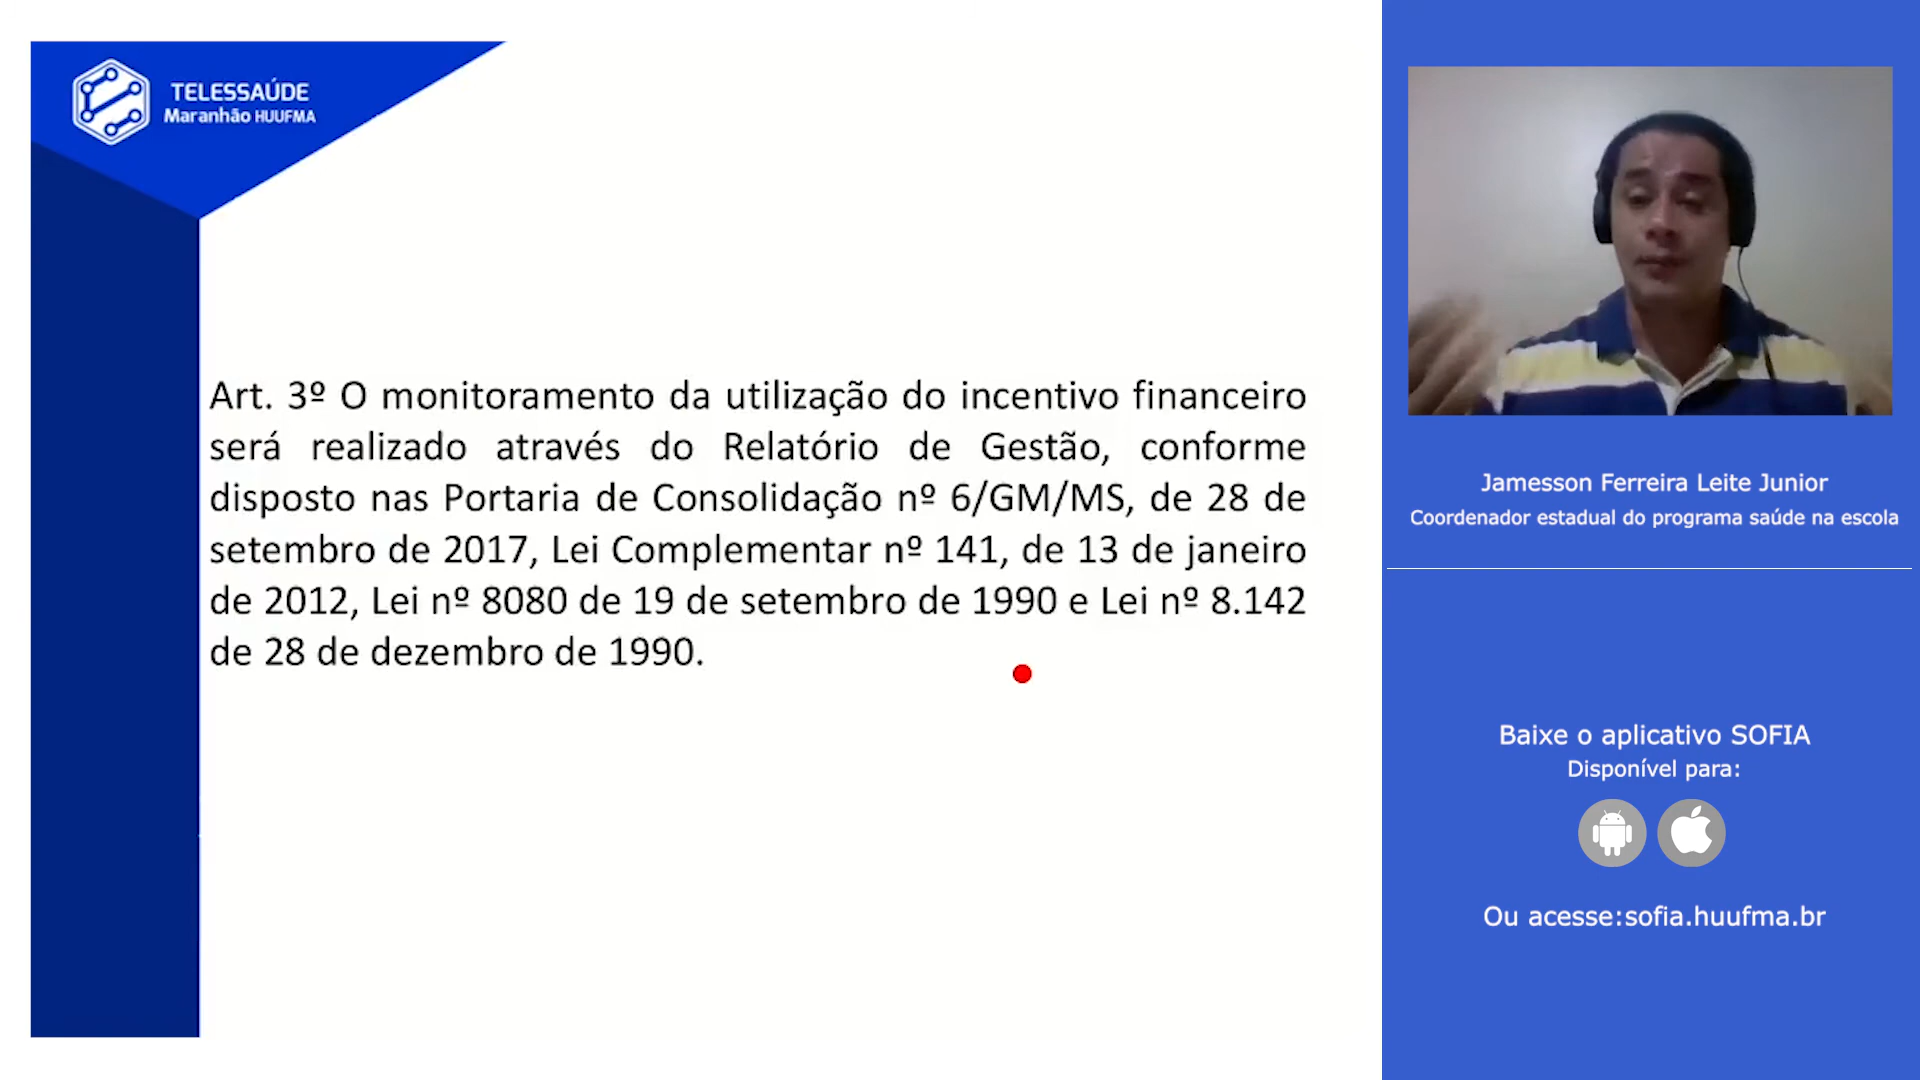 TELESSAÚDE
Maranhão HUUFMA
Art. 3º O monitoramento da utilização do incentivo financeiro
será realizado através do Relatório de Gestão, conforme
disposto nas Portaria de Consolidação nº 6/GM/MS, de 28 de
setembro de 2017, Lei Complementar nº 141, de 13 de janeiro
de 2012, Lei nº 8080 de 19 de setembro de 1990 e Lei nº 8.142
de 28 de dezembro de 1990.
Jamesson Ferreira Leite Junior
Coordenador estadual do programa saúde na escola
Baixe o aplicativo SOFIA
Disponível para:
Ou acesse:sofia.huufma.br